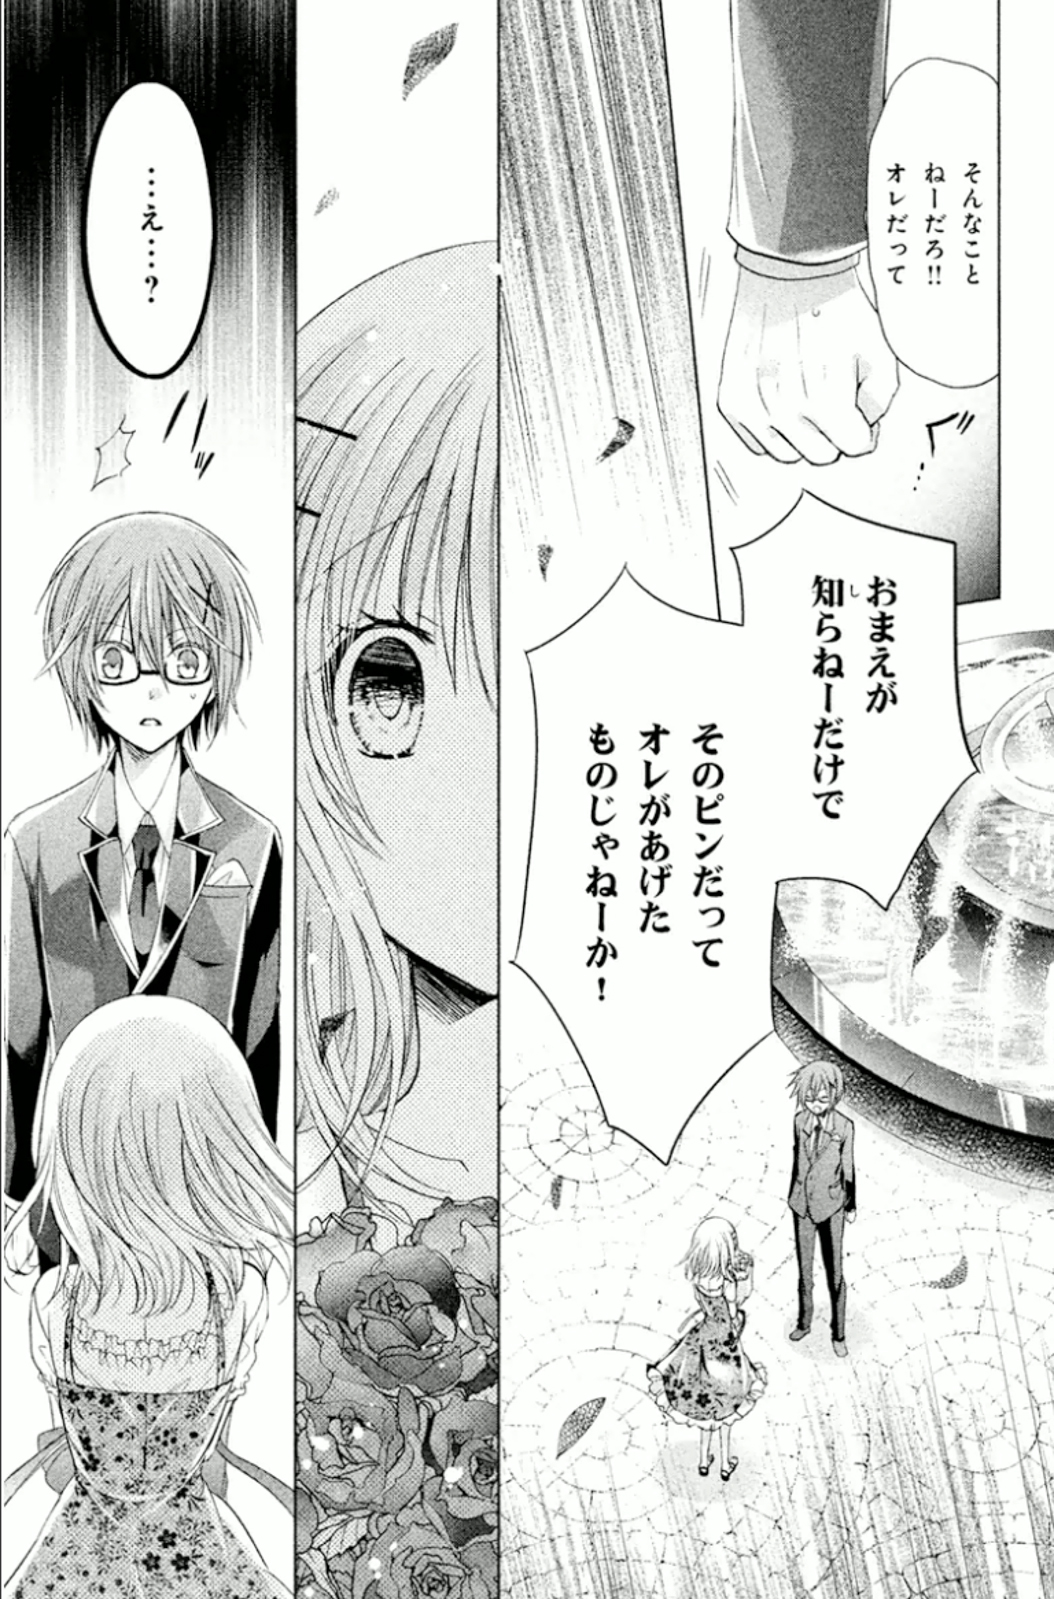 そんなこと
ねーだろ!!
オレだって
おまえが
知らねーだけで
そのピンだって
オレがあげた
ものじゃねーか!
…え…?